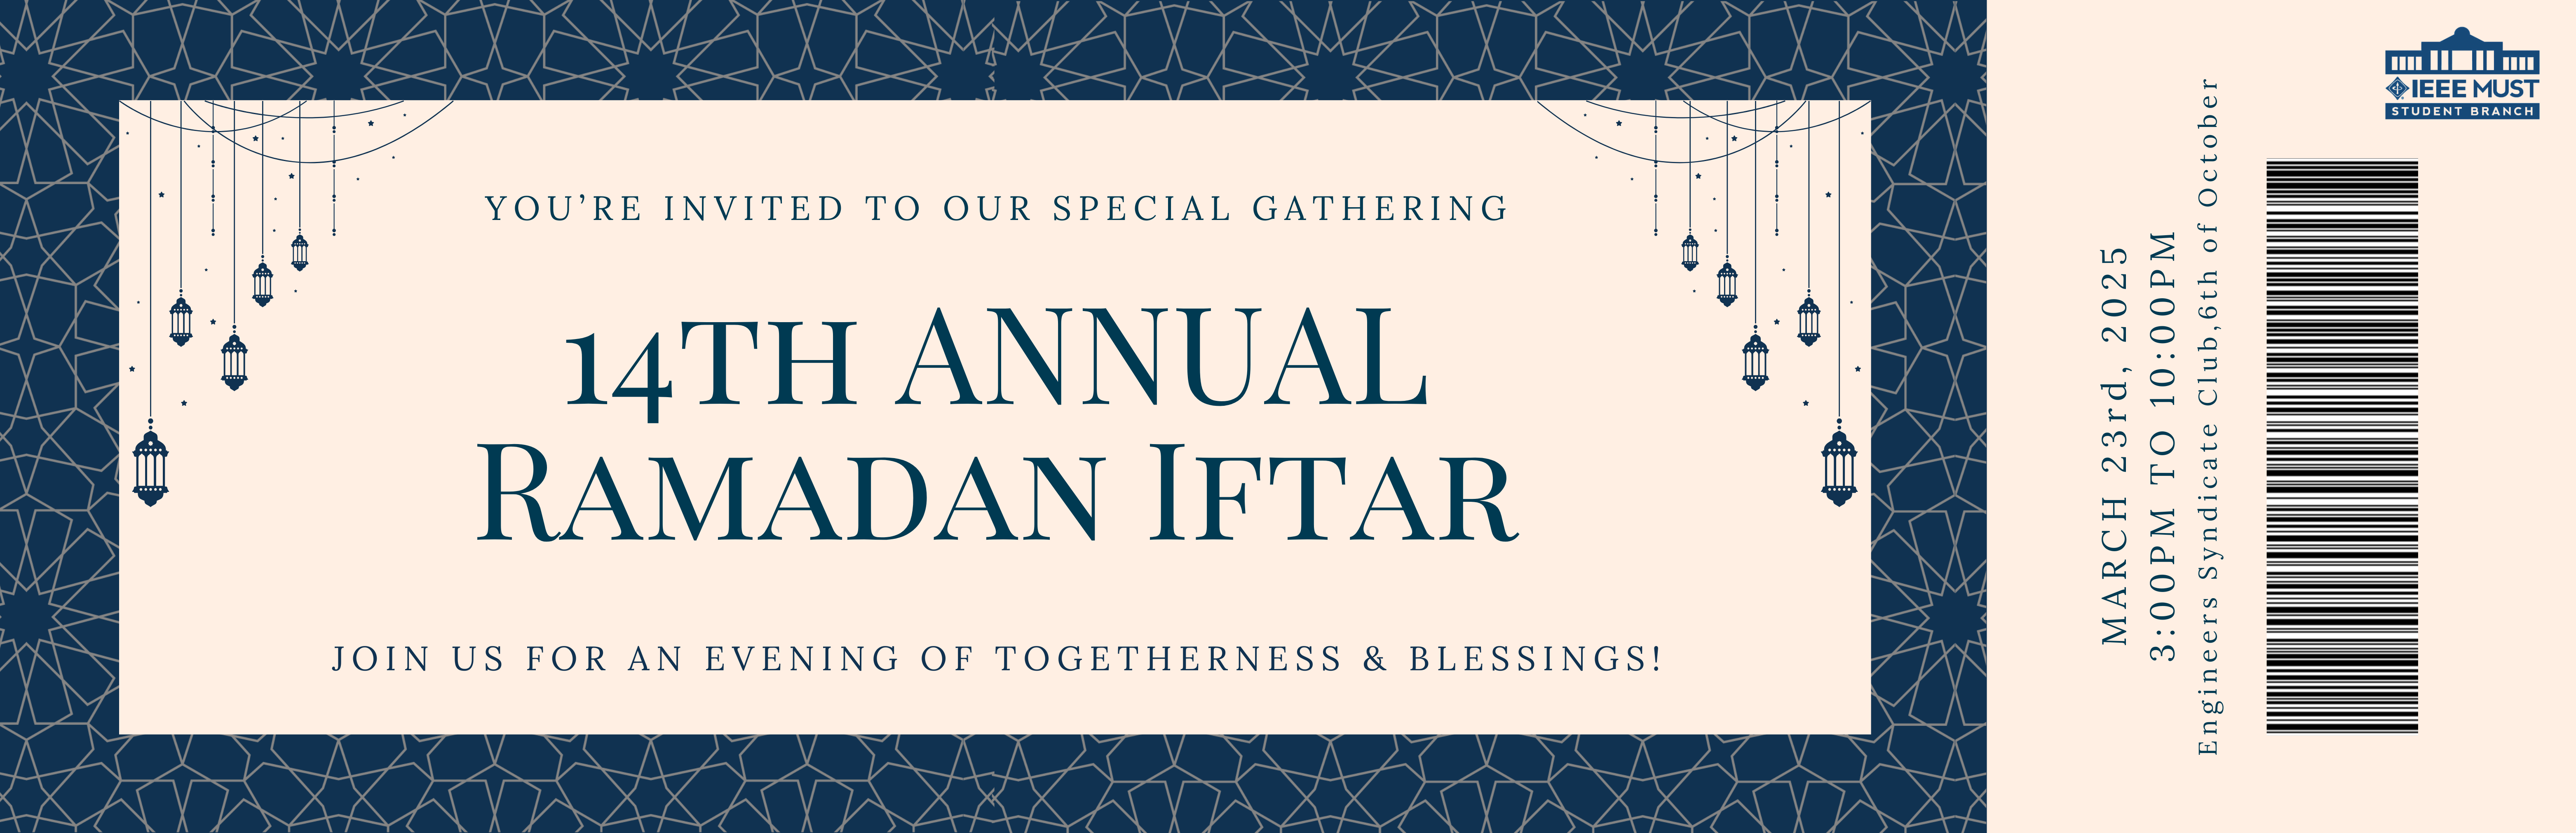 YOU'RE INVITED TO OUR SPECIAL GATHERING
14TH ANNUAL
RAMADAN IFTAR
JOIN US FOR AN EVENING OF TOGETHERNESS & BLESSINGS!
MARCH 23rd, 2025
3:00PM TO 10:00PM
Engineers Syndicate Club,6th of October
IEEE MUST
STUDENT BRANCH